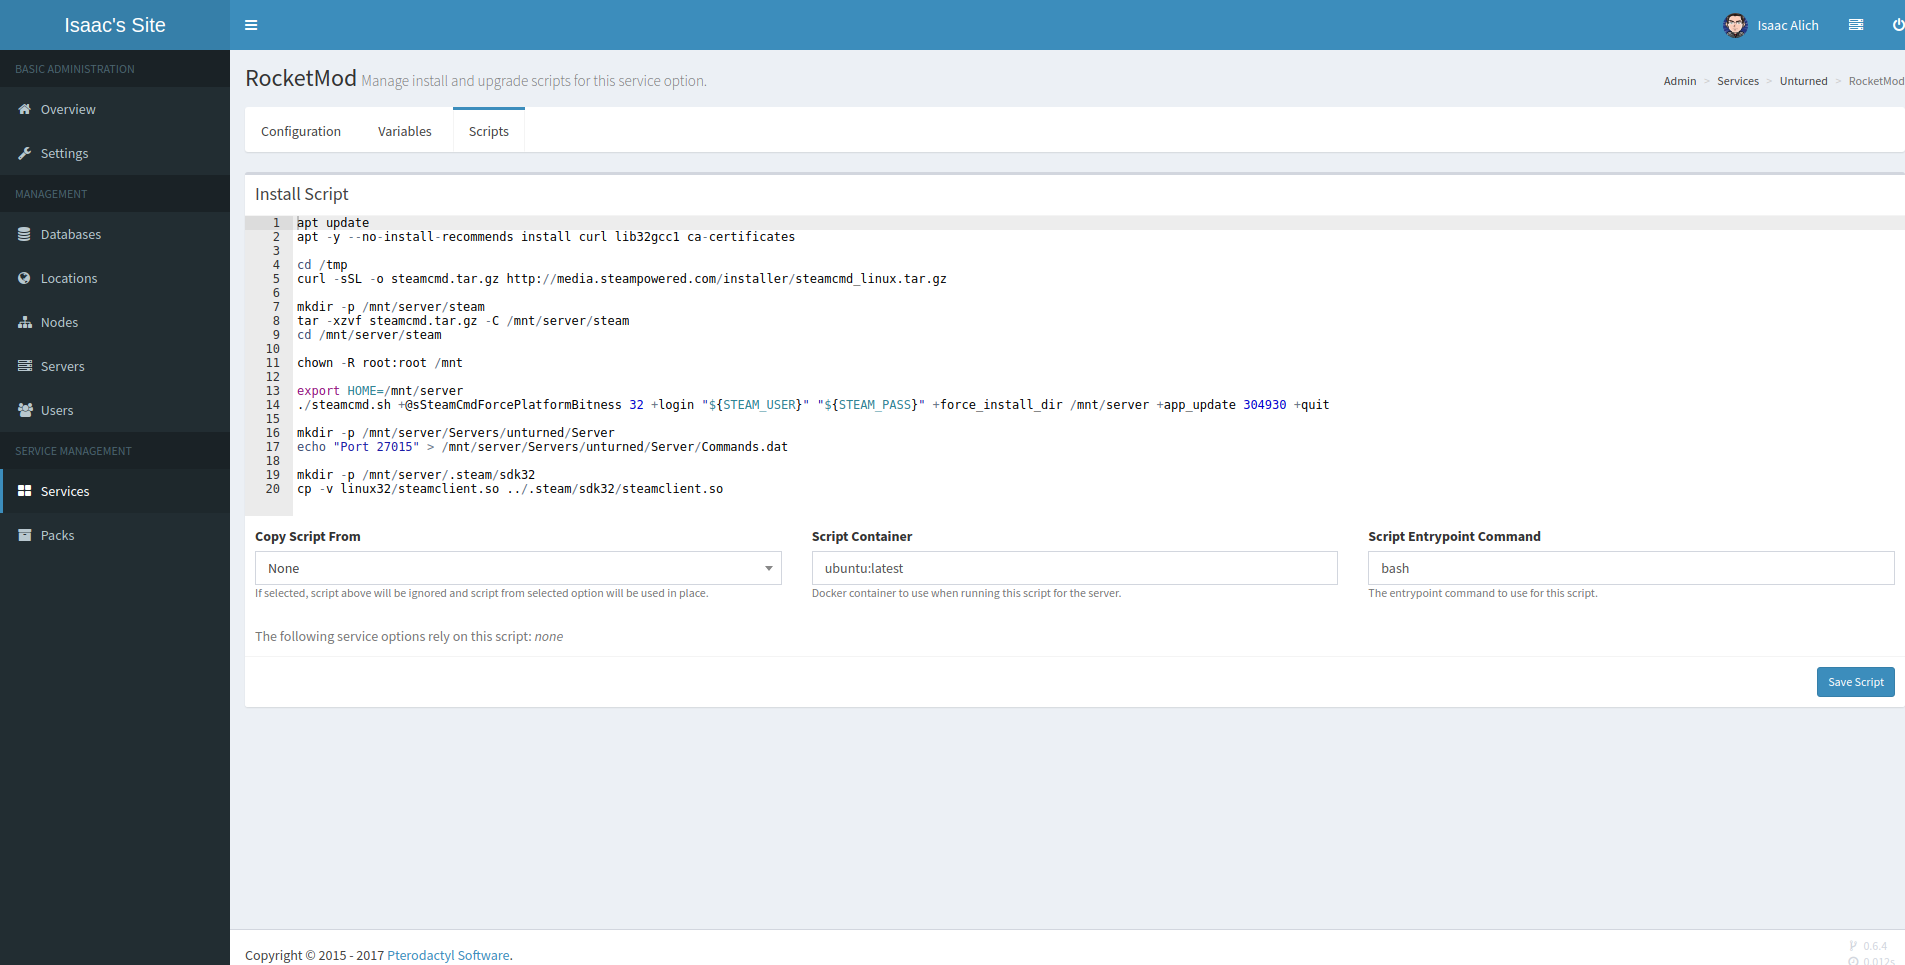 Isaac's Site
Isaac Alich
BASIC ADMINISTRATION
Overview
Settings
MANAGEMENT
Databases
Locations
Nodes
Servers
Users
SERVICE MANAGEMENT
Services
Packs
RocketMod Manage install and upgrade scripts for this service option.
Admin > Services > Unturned > RocketMod
Configuration Variables Scripts
Install Script
1 apt update
2 apt -y --no-install-recommends install curl lib32gcc1 ca-certificates
3
4 cd /tmp
5 curl -sSL -o steamcmd.tar.gz http://media.steampowered.com/installer/steamcmd_linux.tar.gz
6
7 mkdir -p /mnt/server/steam
8 tar -xzvf steamcmd.tar.gz -C /mnt/server/steam
9 cd /mnt/server/steam
10
11 chown -R root:root /mnt
12
13 export HOME=/mnt/server
14 ./steamcmd.sh +@sSteamCmdForcePlatformBitness 32 +login "${STEAM_USER}" "${STEAM_PASS}" +force_install_dir /mnt/server +app_update 304930 +quit
15
16 mkdir -p /mnt/server/Servers/unturned/Server
17 echo "Port 27015" > /mnt/server/Servers/unturned/Server/Commands.dat
18
19 mkdir -p /mnt/server/.steam/sdk32
20 cp -v linux32/steamclient.so ../.steam/sdk32/steamclient.so
Copy Script From
None
If selected, script above will be ignored and script from selected option will be used in place.
Script Container
ubuntu:latest
Docker container to use when running this script for the server.
Script Entrypoint Command
bash
The entrypoint command to use for this script.
The following service options rely on this script: none
Save Script
Copyright © 2015 - 2017 Pterodactyl Software.
0.6.4
0.012s